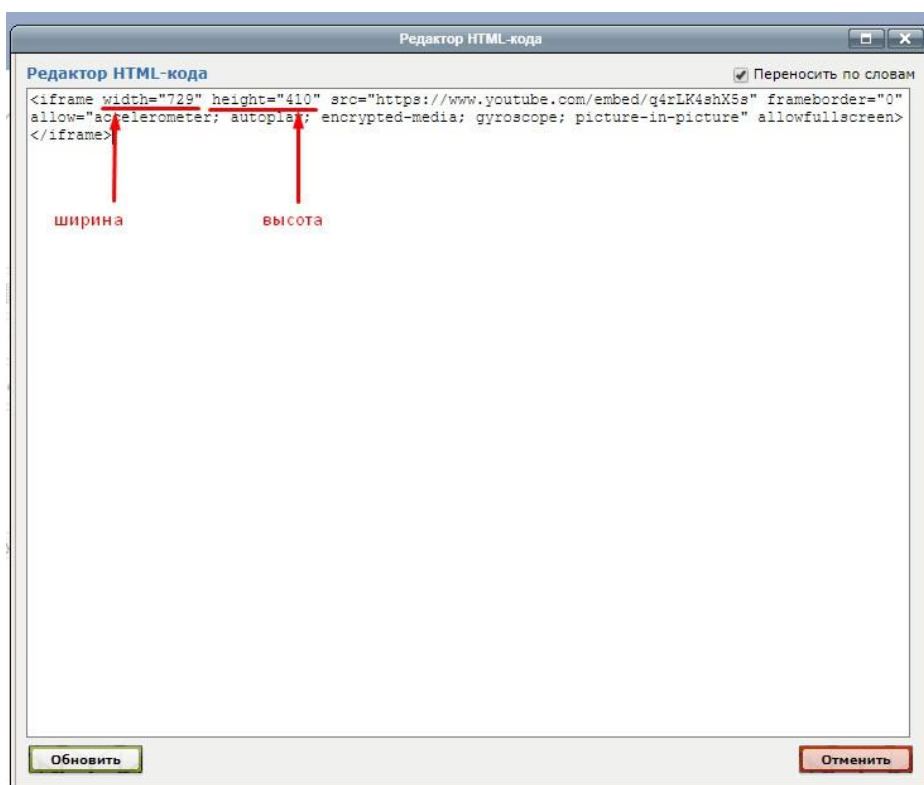 Редактор HTML-кода
Редактор HTML-кода
Переносить по словам
<iframe width="729" height="410" src="https://www.youtube.com/embed/q4rLK4shX5s" frameborder="0"
allow="accelerometer; autoplay; encrypted-media; gyroscope; picture-in-picture" allowfullscreen>
</iframe>
ширина
высота
Обновить
Отменить